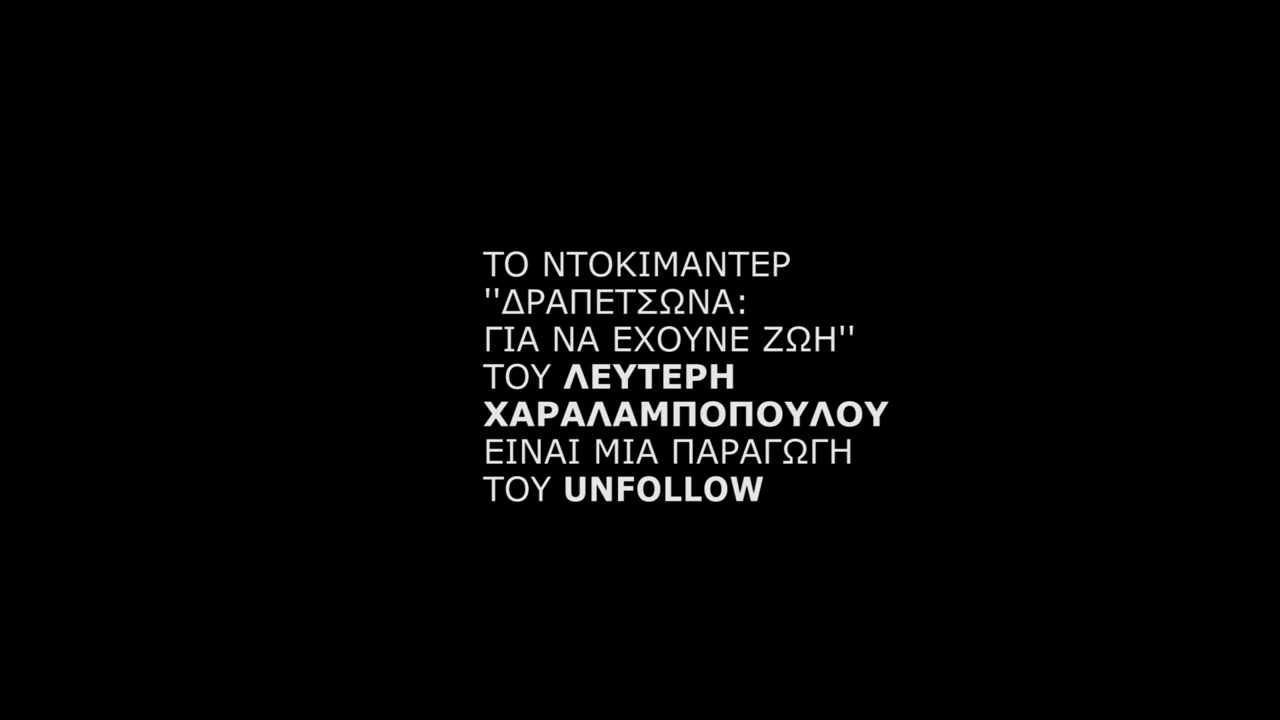 ΤΟ ΝΤΟΚΙΜΑΝΤΕΡ
''ΔΡΑΠΕΤΣΩΝΑ:
ΓΙΑ ΝΑ ΕΧΟΥΝΕ ΖΩΗ''
ΤΟΥ ΛΕΥΤΕΡΗ
ΧΑΡΑΛΑΜΠΟΠΟΥΛΟΥ
ΕΙΝΑΙ ΜΙΑ ΠΑΡΑΓΩΓΗ
ΤΟΥ UNFOLLOW